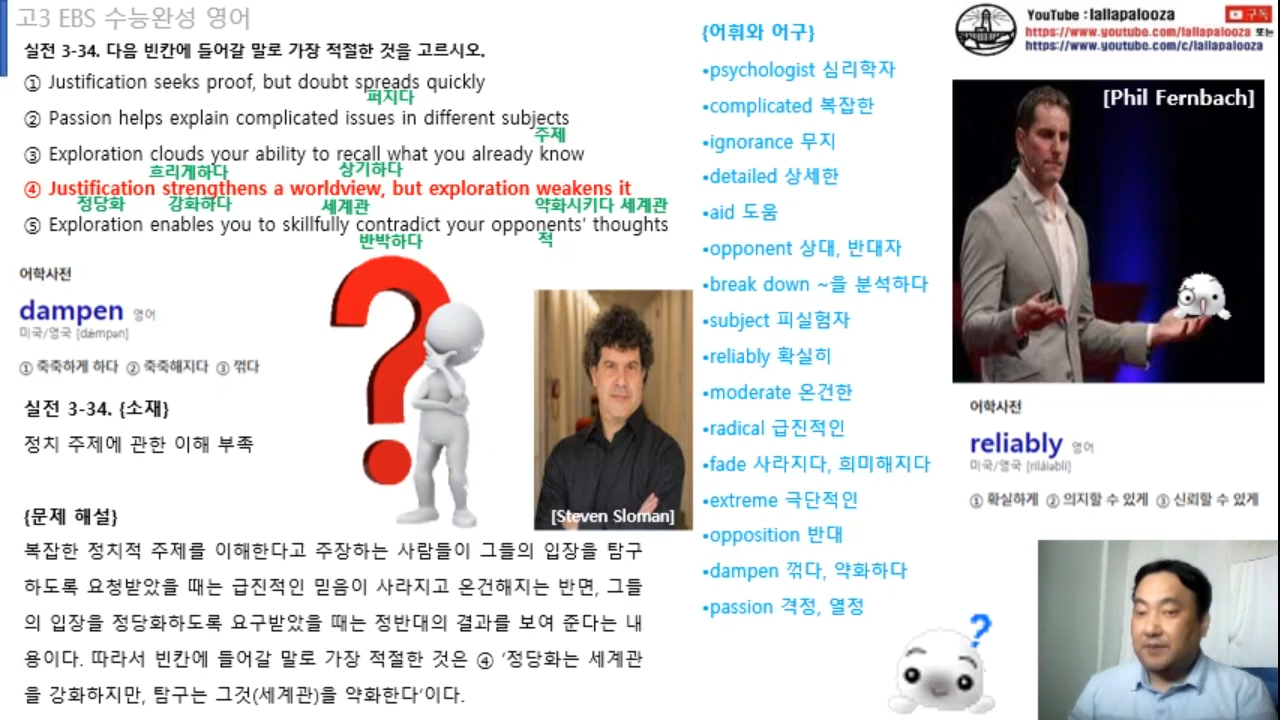 고3 EBS 수능완성 영어
실전 3-34. 다음 빈칸에 들어갈 말로 가장 적절한 것을 고르시오.
① Justification seeks proof, but doubt spreads quickly
퍼지다
② Passion helps explain complicated issues in different subjects
주제
③ Exploration clouds your ability to recall what you already know
흐리게하다 상기하다
④ Justification strengthens a worldview, but exploration weakens it
정당화 강화하다 세계관 약화시키다 세계관
⑤ Exploration enables you to skillfully contradict your opponents' thoughts
반박하다 적
어학사전
dampen 영어
미국/영국 [dǽmpən]
① 축축하게 하다 ② 축축해지다 ③ 꺾다
실전 3-34. {소재}
정치 주제에 관한 이해 부족
{문제 해설}
복잡한 정치적 주제를 이해한다고 주장하는 사람들이 그들의 입장을 탐구
하도록 요청받았을 때는 급진적인 믿음이 사라지고 온건해지는 반면, 그들
의 입장을 정당화하도록 요구받았을 때는 정반대의 결과를 보여 준다는 내
용이다. 따라서 빈칸에 들어갈 말로 가장 적절한 것은 ④ '정당화는 세계관
을 강화하지만, 탐구는 그것(세계관)을 약화한다'이다.
[Steven Sloman]
{어휘와 어구}
•psychologist 심리학자
•complicated 복잡한
•ignorance 무지
•detailed 상세한
•aid 도움
•opponent 상대, 반대자
•break down ~을 분석하다
•subject 피실험자
•reliably 확실히
•moderate 온건한
•radical 급진적인
•fade 사라지다, 희미해지다
•extreme 극단적인
•opposition 반대
•dampen 꺾다, 약화하다
•passion 격정, 열정
YouTube : lallapalooza 구독
https://www.youtube.com/lallapalooza 또는
https://www.youtube.com/c/lallapalooza
[Phil Fernbach]
어학사전
reliably 영어
미국/영국 [riláiəbli]
① 확실하게 ② 의지할 수 있게 ③ 신뢰할 수 있게